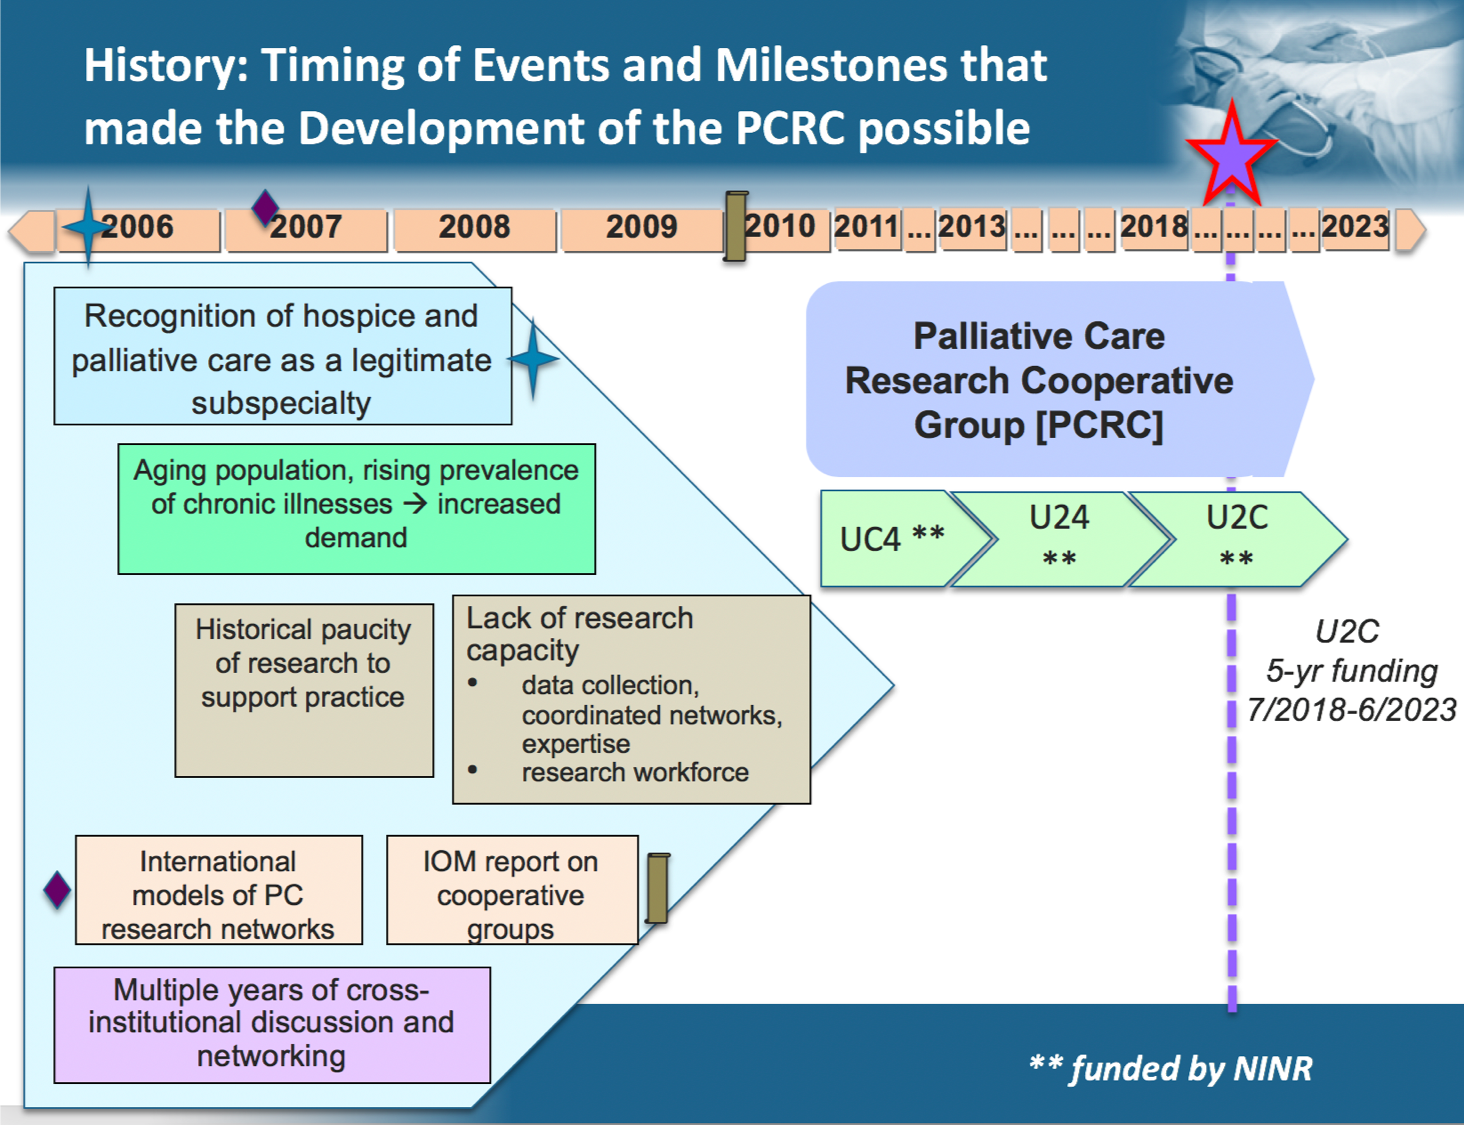 History: Timing of Events and Milestones that
made the Development of the PCRC possible
2006 2007 2008 2009 2010 2011 ... 2013 ... ... ... 2018 ... ... ... ... 2023
Recognition of hospice and
palliative care as a legitimate
subspecialty
Aging population, rising prevalence
of chronic illnesses → increased
demand
Historical paucity
of research to
support practice
Lack of research
capacity
• data collection,
coordinated networks,
expertise
• research workforce
International
models of PC
research networks
IOM report on
cooperative
groups
Multiple years of cross-
institutional discussion and
networking
Palliative Care
Research Cooperative
Group [PCRC]
UC4 **
U24
**
U2C
**
U2C
5-yr funding
7/2018-6/2023
** funded by NINR